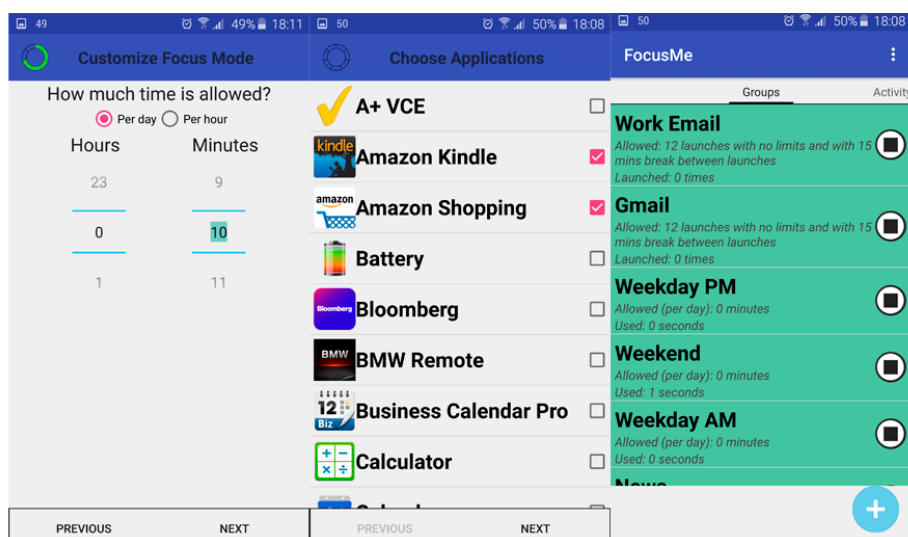 49 49% 18:11
Customize Focus Mode
How much time is allowed?
Per day Per hour
Hours Minutes
23 9
0 10
1 11
PREVIOUS NEXT
50 50% 18:08
Choose Applications
A+ VCE
kindle
Amazon Kindle
amazon
Amazon Shopping
Battery
Bloomberg
Bloomberg
BMW
BMW Remote
12
Biz
Business Calendar Pro
Calculator
PREVIOUS NEXT
50 50% 18:08
FocusMe
Groups Activity
Work Email
Allowed: 12 launches with no limits and with 15
mins break between launches
Launched: 0 times
Gmail
Allowed: 12 launches with no limits and with 15
mins break between launches
Launched: 0 times
Weekday PM
Allowed (per day): 0 minutes
Used: 0 seconds
Weekend
Allowed (per day): 0 minutes
Used: 1 seconds
Weekday AM
Allowed (per day): 0 minutes
Used: 0 seconds
News